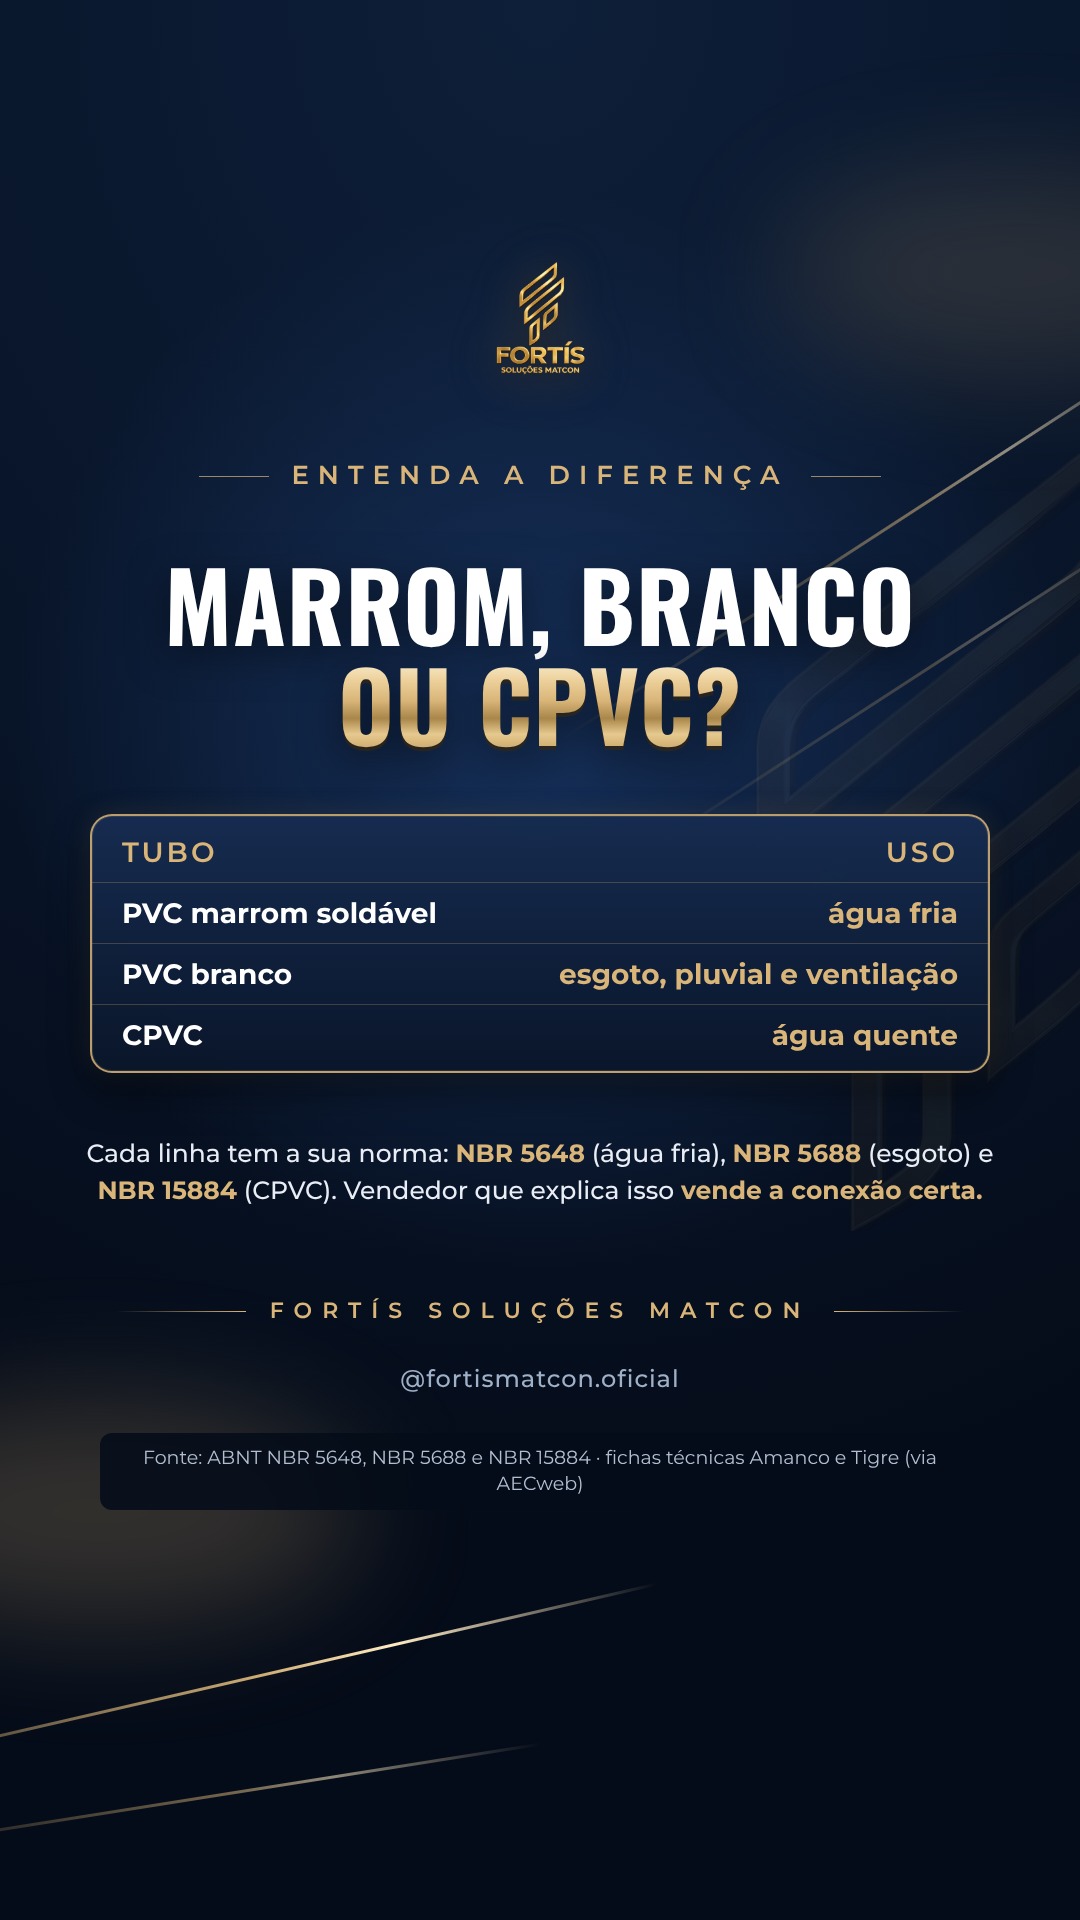 FORTÍS
SOLUÇÕES MATCON
ENTENDA A DIFERENÇA
MARROM, BRANCO
OU CPVC?
TUBO USO
PVC marrom soldável água fria
PVC branco esgoto, pluvial e ventilação
CPVC água quente
Cada linha tem a sua norma: NBR 5648 (água fria), NBR 5688 (esgoto) e
NBR 15884 (CPVC). Vendedor que explica isso vende a conexão certa.
FORTÍS SOLUÇÕES MATCON
@fortismatcon.oficial
Fonte: ABNT NBR 5648, NBR 5688 e NBR 15884 · fichas técnicas Amanco e Tigre (via
AECweb)